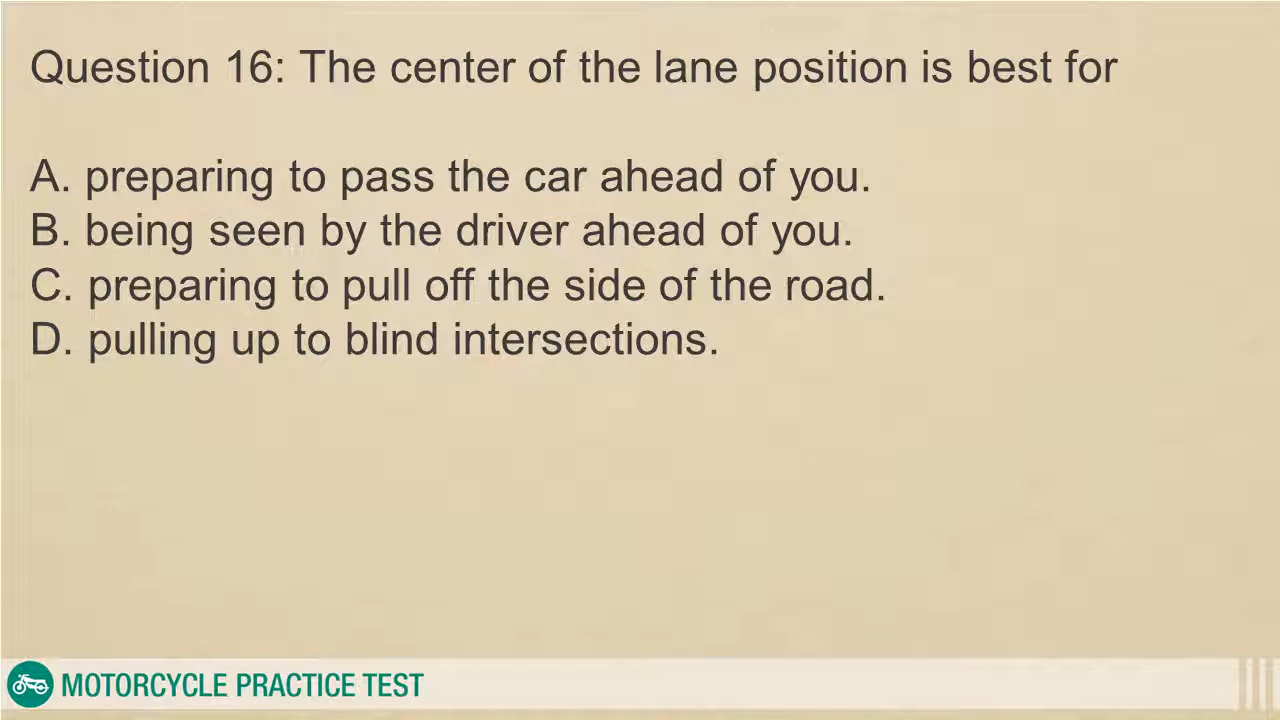 Question 16: The center of the lane position is best for
A. preparing to pass the car ahead of you.
B. being seen by the driver ahead of you.
C. preparing to pull off the side of the road.
D. pulling up to blind intersections.
MOTORCYCLE PRACTICE TEST